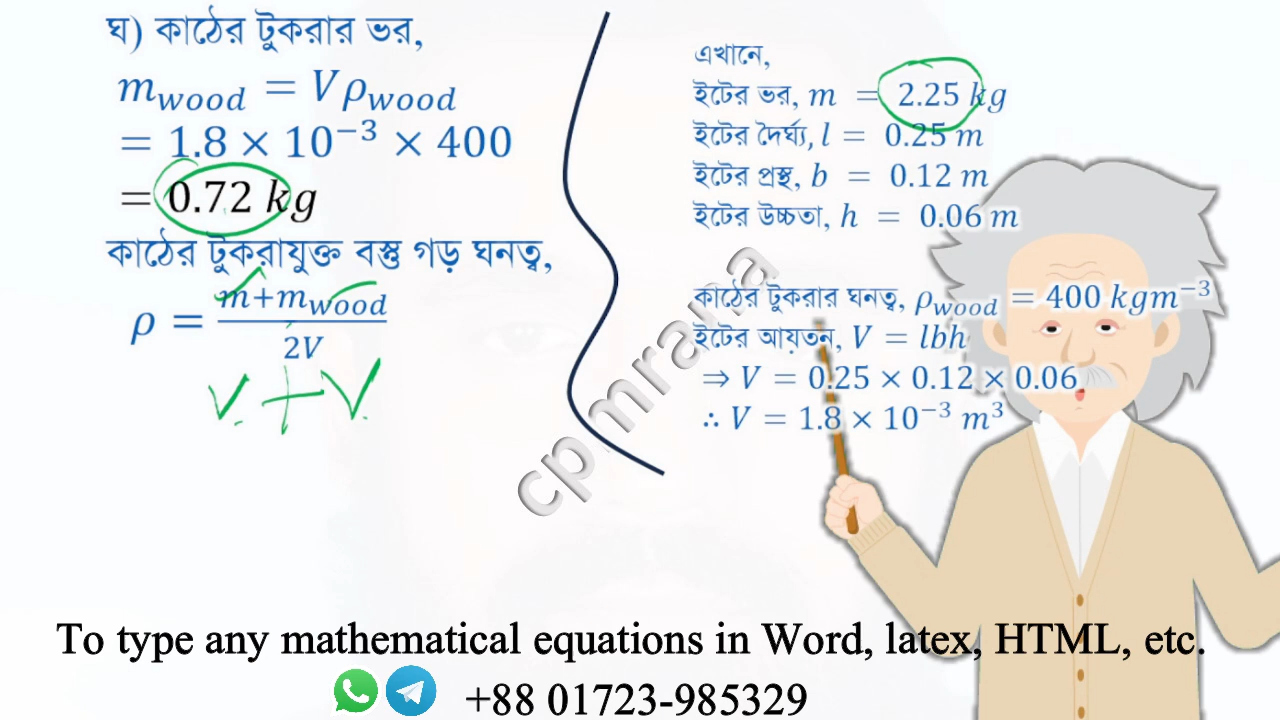 ঘ) কাঠের টুকরার ভর,
m_wood = Vρ_wood
= 1.8 × 10⁻³ × 400
= 0.72 kg
কাঠের টুকরাযুক্ত বস্তু গড় ঘনত্ব,
ρ = (m+m_wood)/2V
V + V
এখানে,
ইটের ভর, m = 2.25 kg
ইটের দৈর্ঘ্য, l = 0.25 m
ইটের প্রস্থ, b = 0.12 m
ইটের উচ্চতা, h = 0.06 m
কাঠের টুকরার ঘনত্ব, ρ_wood = 400 kgm⁻³
ইটের আয়তন, V = lbh
⇒ V = 0.25 × 0.12 × 0.06
∴ V = 1.8 × 10⁻³ m³
cpmrana
To type any mathematical equations in Word, latex, HTML, etc.
+88 01723-985329